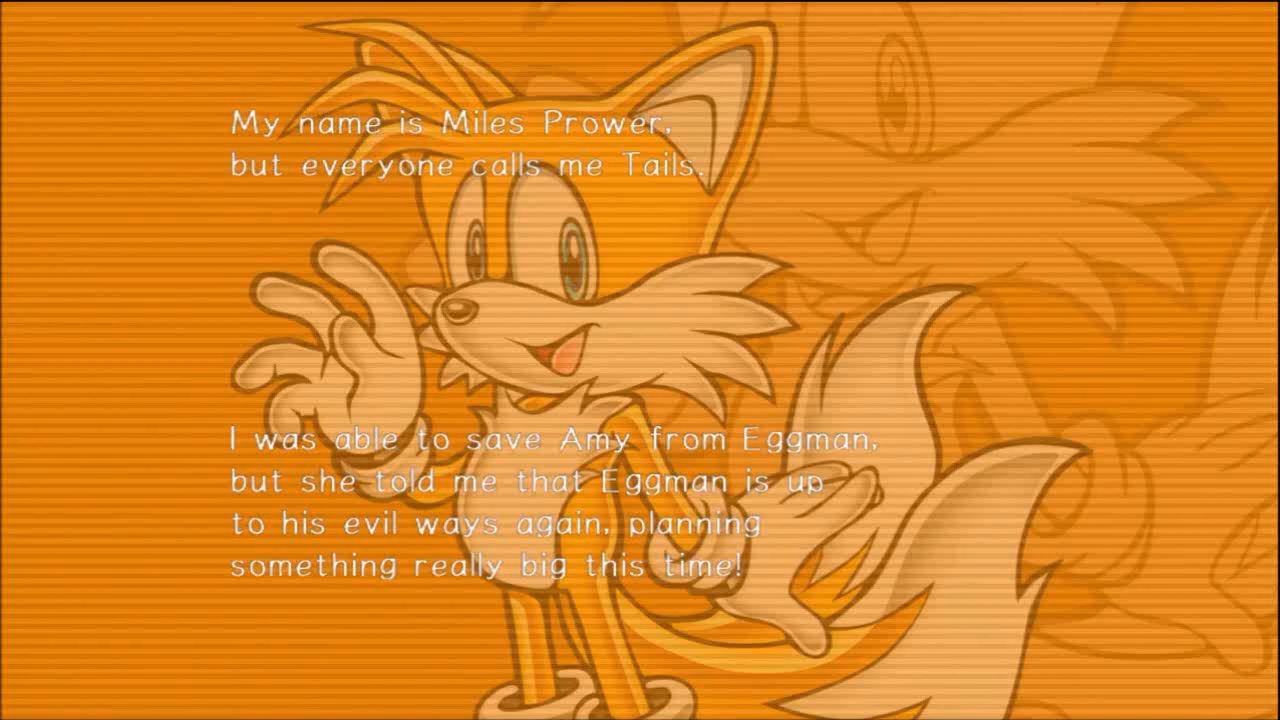 My name is Miles Prower,
but everyone calls me Tails.
I was able to save Amy from Eggman,
but she told me that Eggman is up
to his evil ways again, planning
something really big this time!